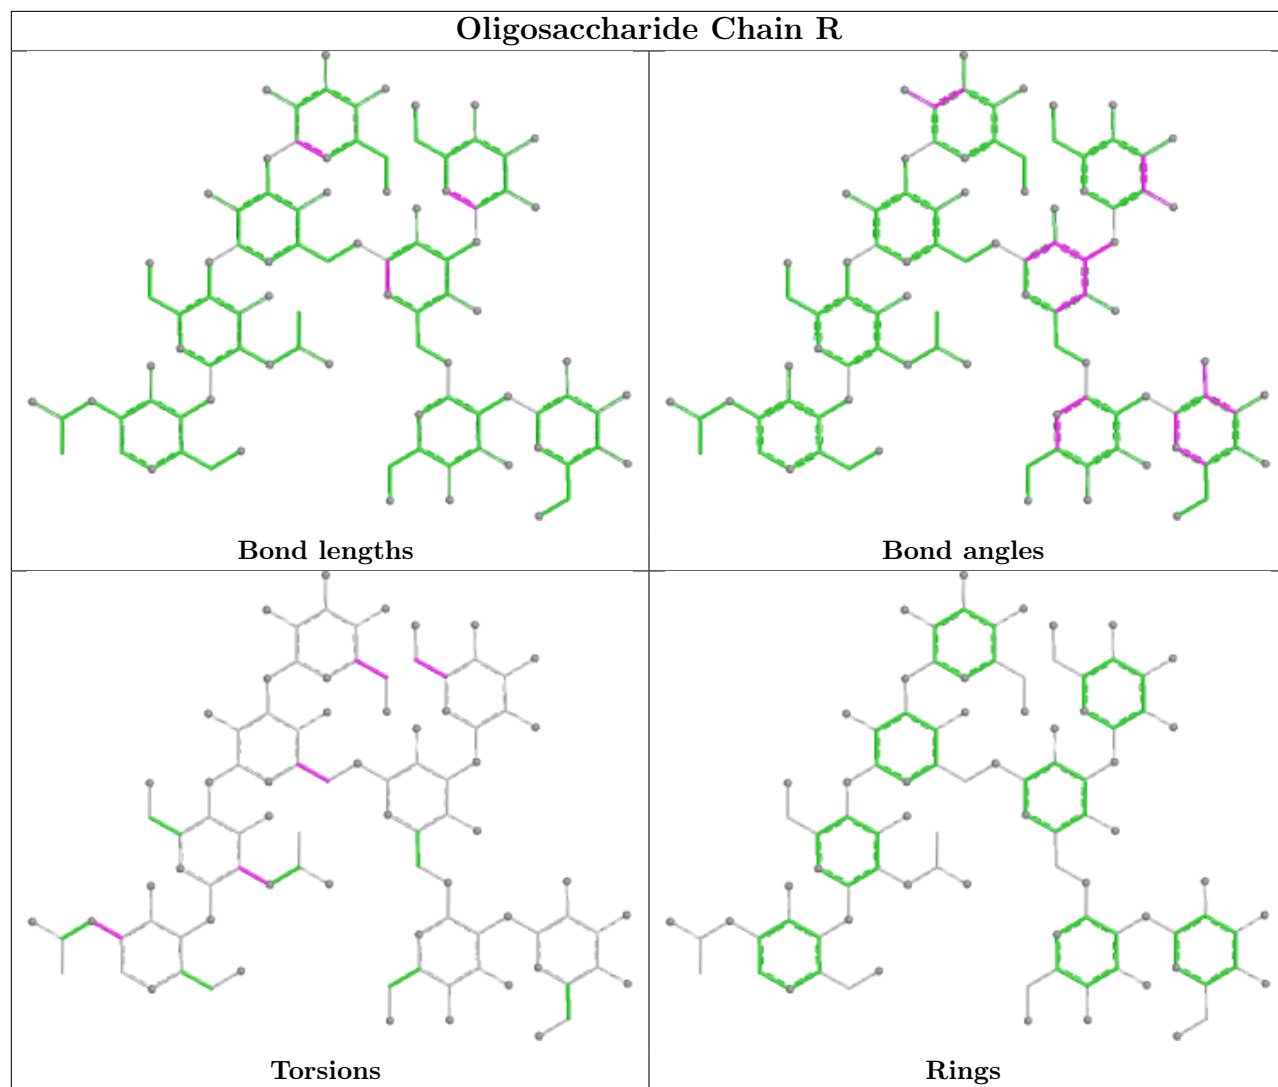 Oligosaccharide Chain R
Bond lengths
Bond angles
Torsions
Rings